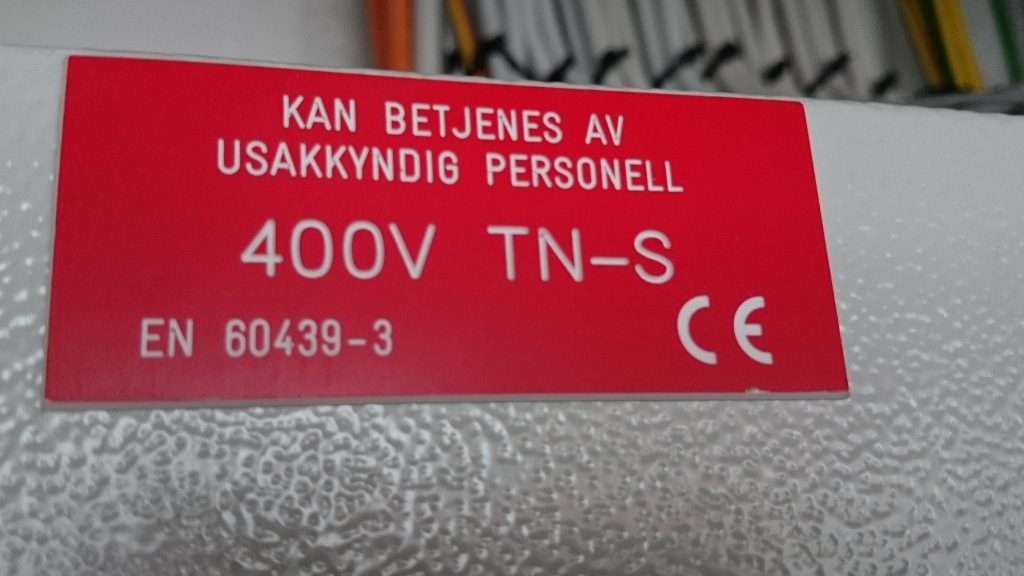 KAN BETJENES AV
USAKKYNDIG PERSONELL
400V TN-S
EN 60439-3
CE